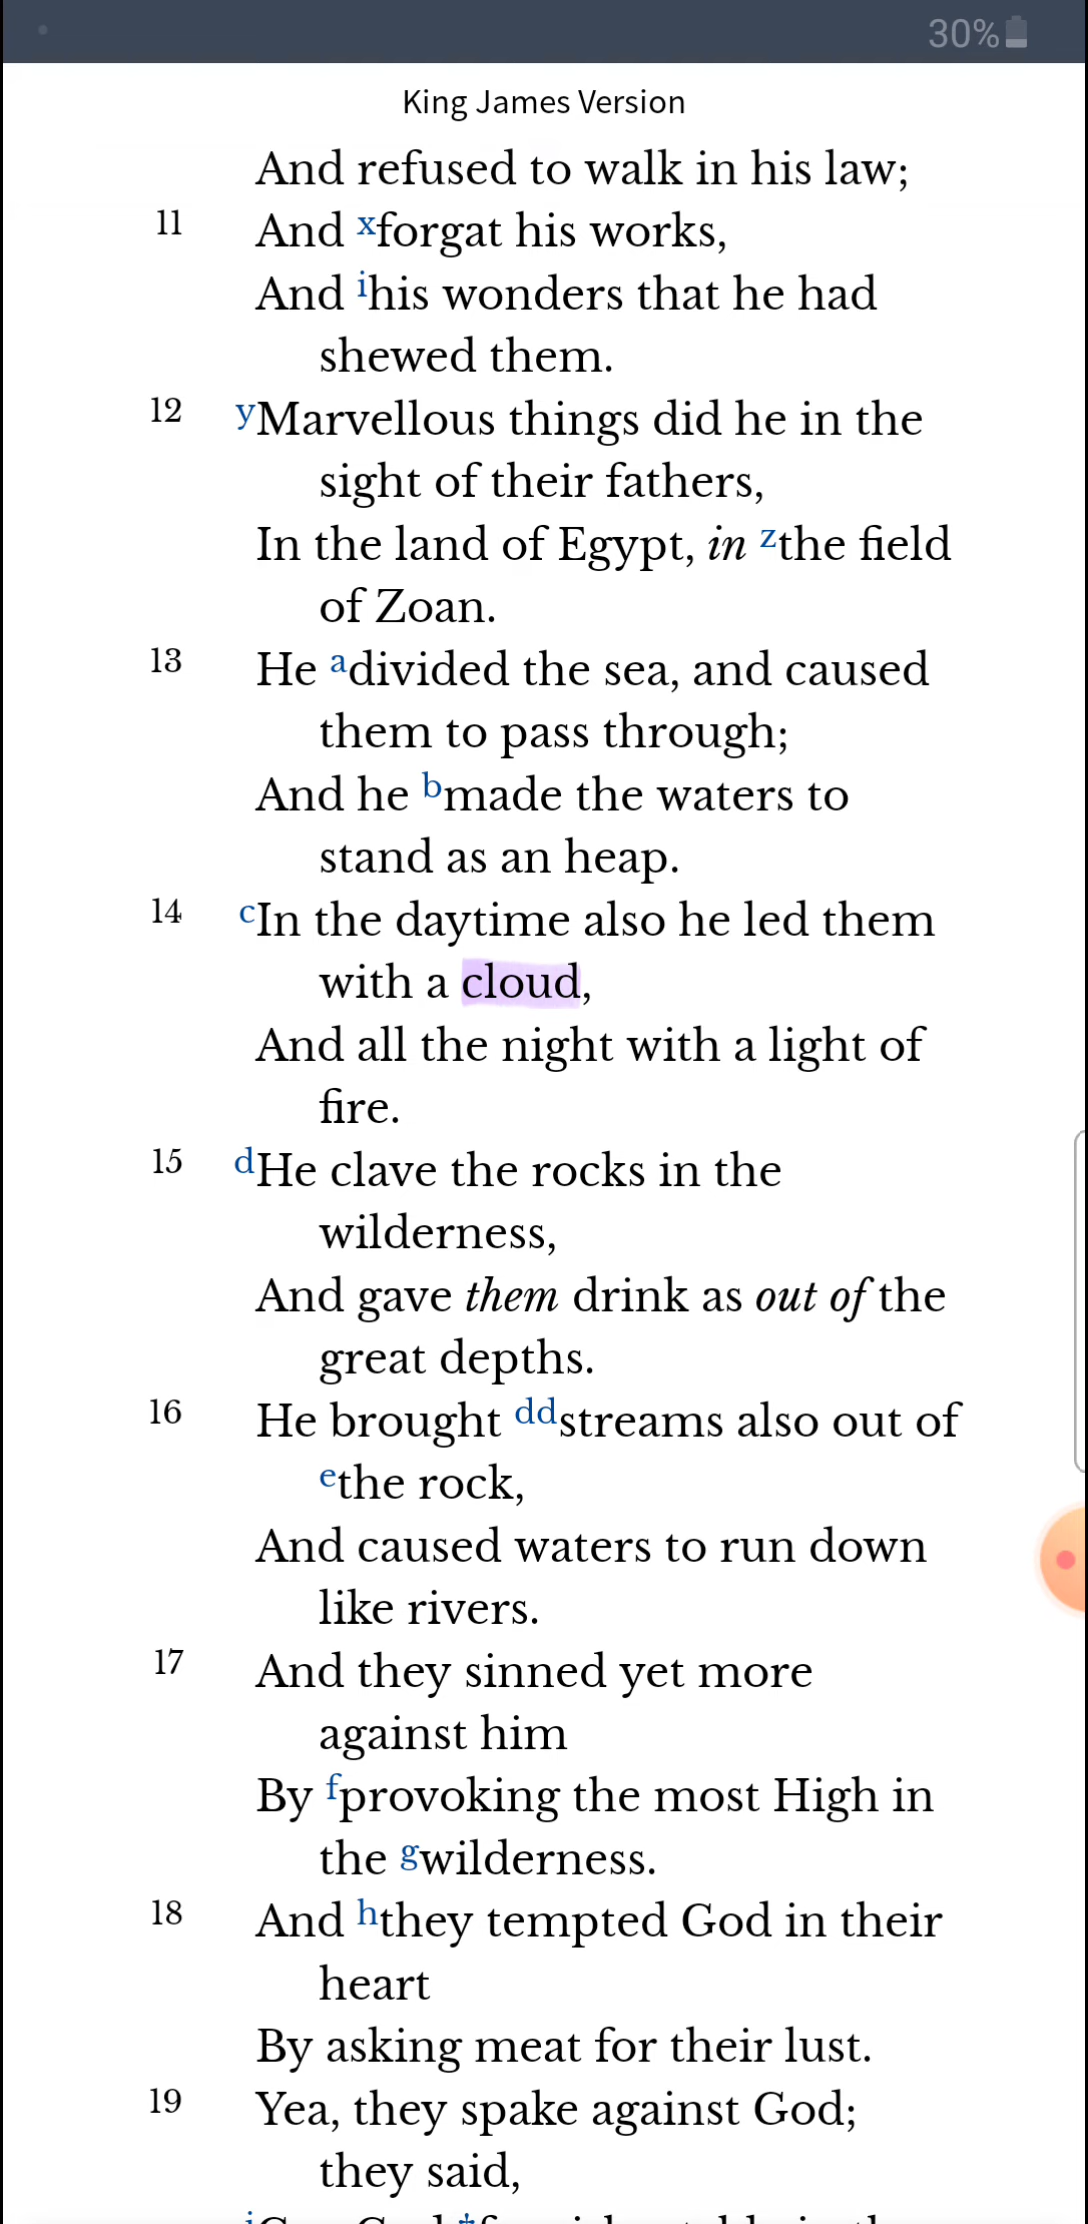 30%
King James Version
And refused to walk in his law;
11 And xforgat his works,
And ihis wonders that he had
shewed them.
12 yMarvellous things did he in the
sight of their fathers,
In the land of Egypt, in zthe field
of Zoan.
13 He adivided the sea, and caused
them to pass through;
And he bmade the waters to
stand as an heap.
14 cIn the daytime also he led them
with a cloud,
And all the night with a light of
fire.
15 dHe clave the rocks in the
wilderness,
And gave them drink as out of the
great depths.
16 He brought ddstreams also out of
ethe rock,
And caused waters to run down
like rivers.
17 And they sinned yet more
against him
By fprovoking the most High in
the gwilderness.
18 And hthey tempted God in their
heart
By asking meat for their lust.
19 Yea, they spake against God;
they said,